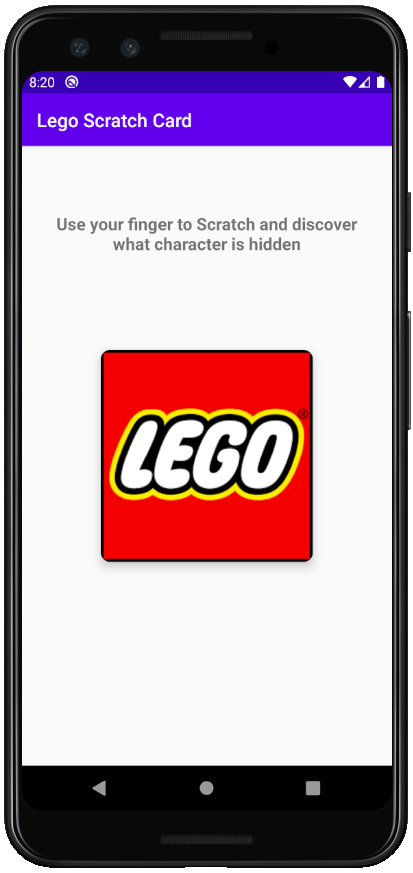 8:20
Lego Scratch Card
Use your finger to Scratch and discover
what character is hidden
LEGO ®